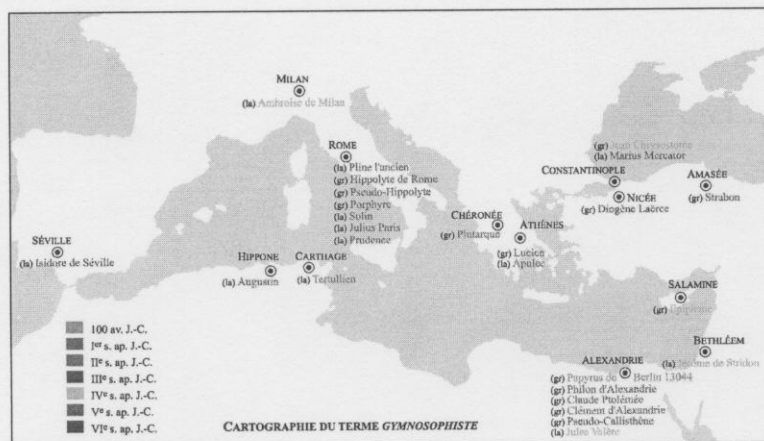 MILAN
(la) Ambroise de Milan
ROME
(la) Pline l'ancien
(gr) Hippolyte de Rome
(gr) Pseudo-Hippolyte
(gr) Porphyre
(la) Solin
(la) Julius Paris
(la) Prudence
(gr) Jean Chrysostome
(la) Marius Mercator
CONSTANTINOPLE
AMASÉE
(gr) Strabon
NICÉE
(gr) Diogène Laërce
CHÉRONÉE
(gr) Plutarque
ATHÈNES
(gr) Lucien
(la) Apulée
SÉVILLE
(la) Isidore de Séville
HIPPONE
(la) Augustin
CARTHAGE
(la) Tertullien
SALAMINE
(gr) Epiphane
BETHLÉEM
(la) Jérôme de Stridon
ALEXANDRIE
(gr) Papyrus de Berlin 13044
(gr) Philon d'Alexandrie
(gr) Claude Ptolémée
(gr) Clément d'Alexandrie
(gr) Pseudo-Callisthène
(la) Jules Valère
100 av. J.-C.
Ier s. ap. J.-C.
IIe s. ap. J.-C.
IIIe s. ap. J.-C.
IVe s. ap. J.-C.
Ve s. ap. J.-C.
VIe s. ap. J.-C.
CARTOGRAPHIE DU TERME GYMNOSOPHISTE